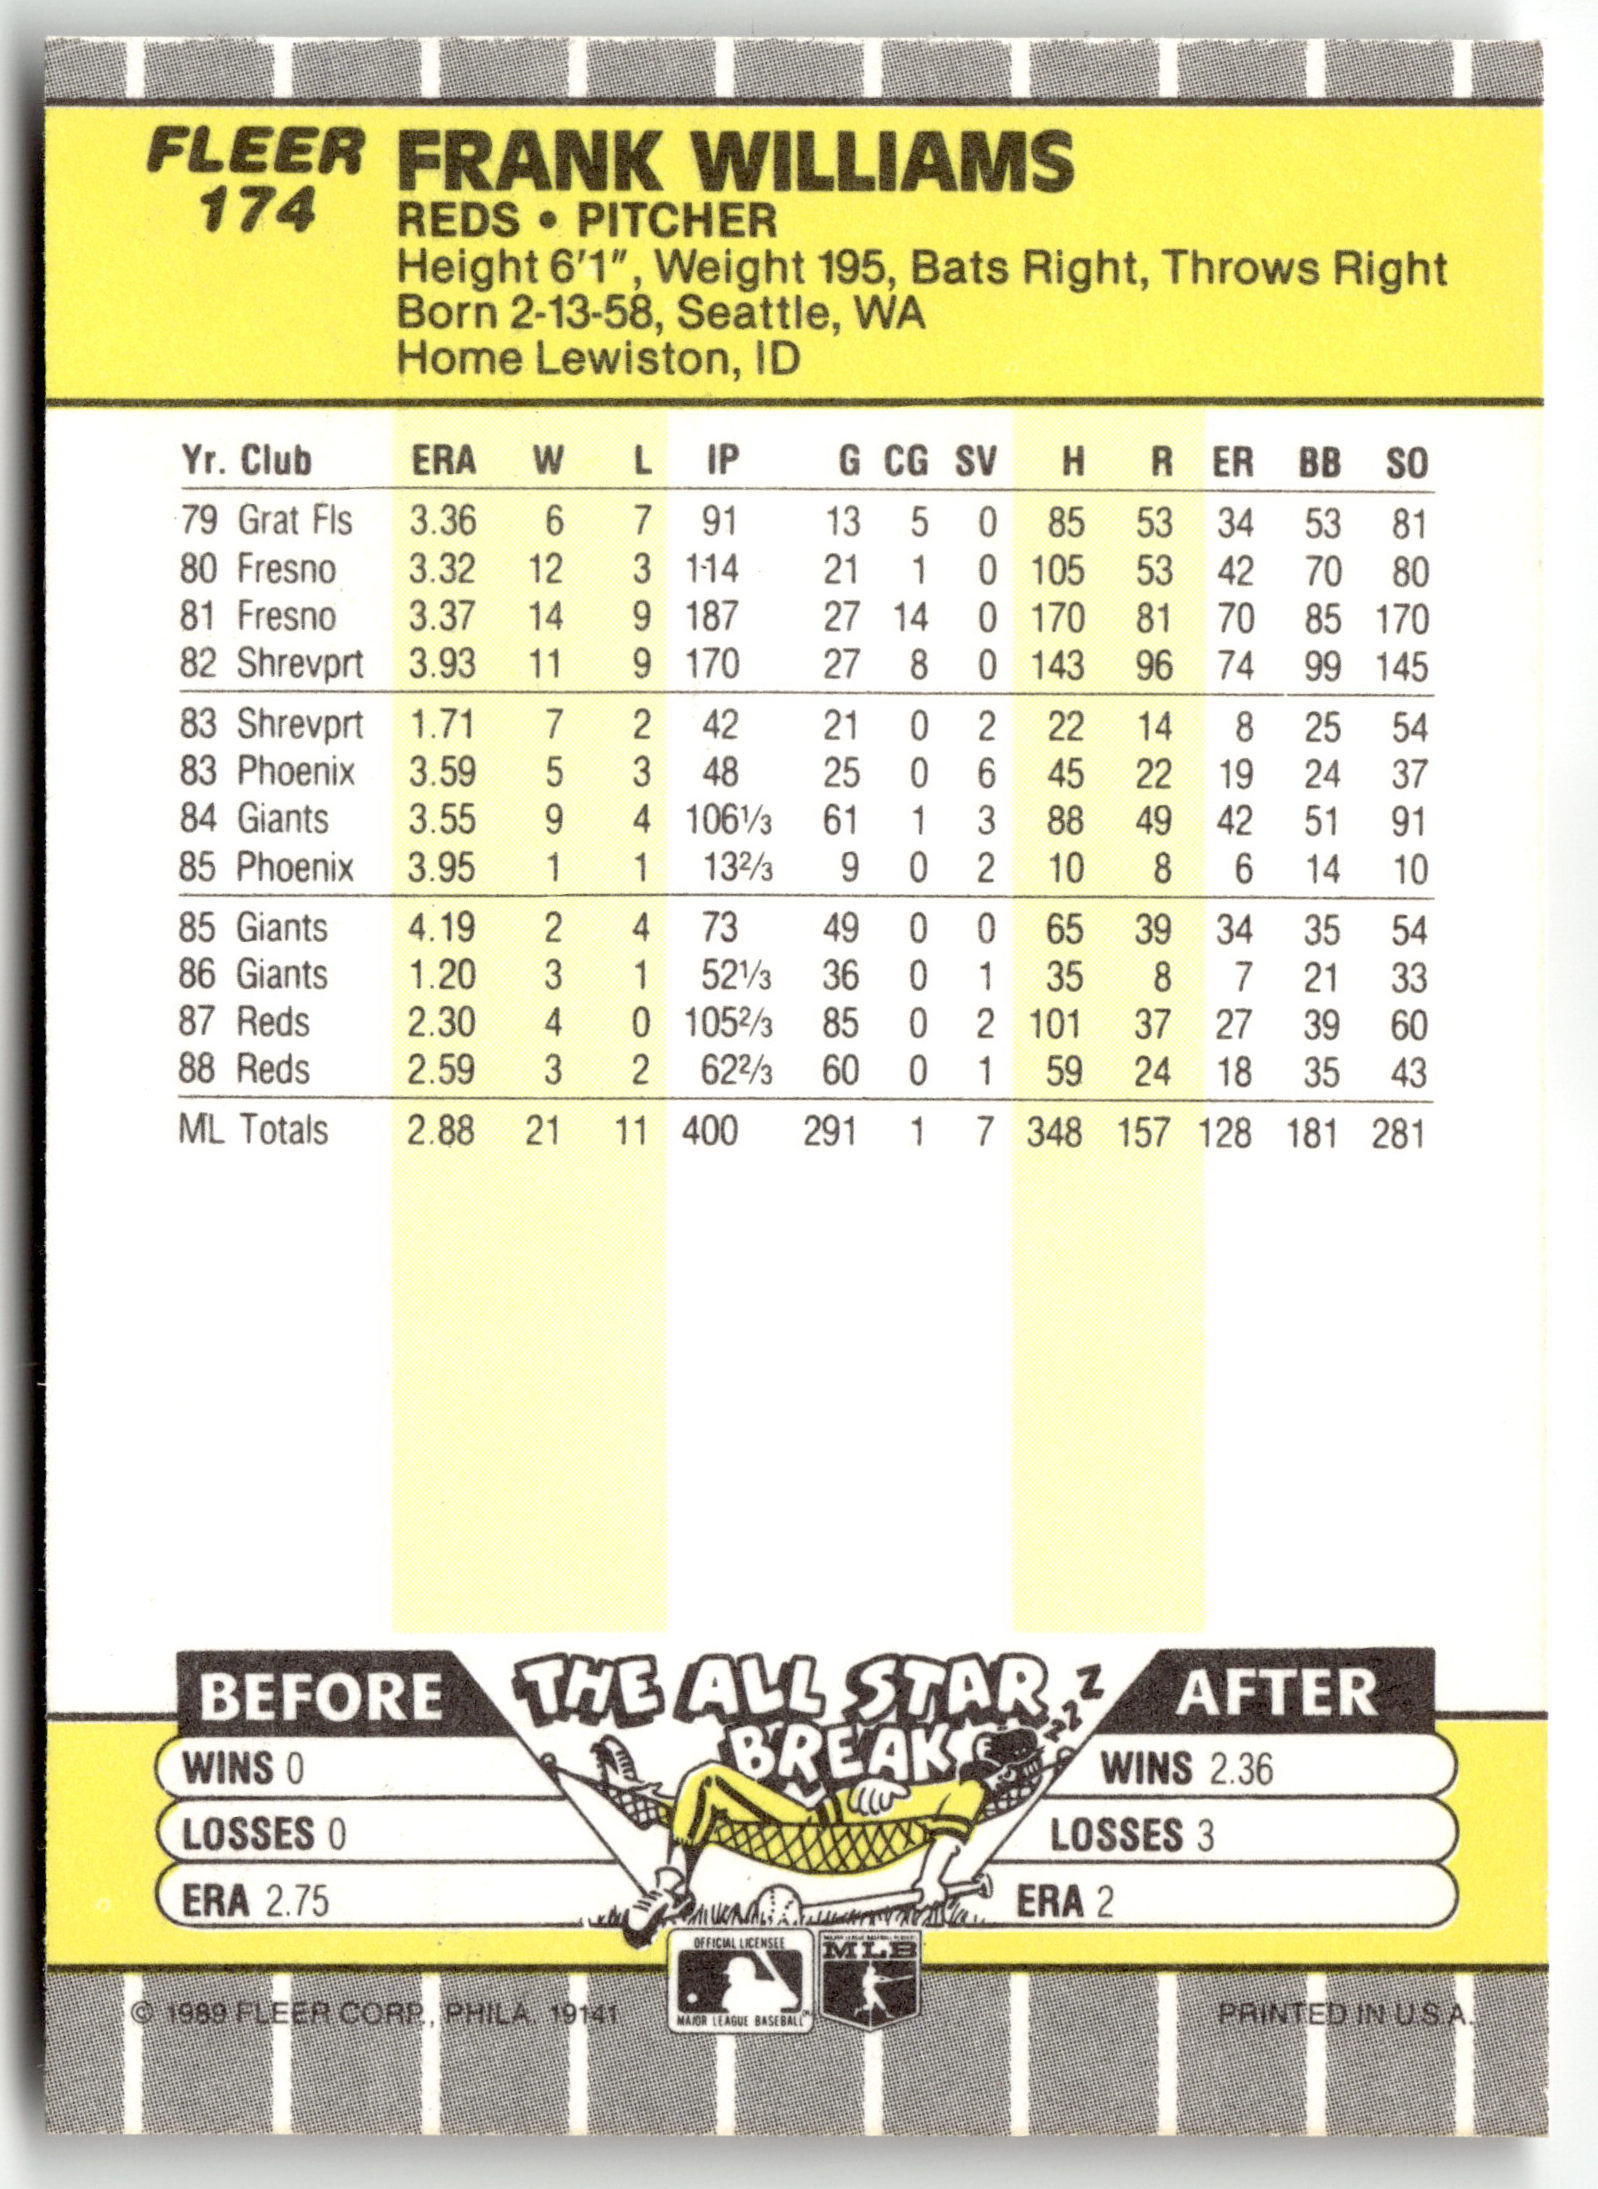 FLEER
174
FRANK WILLIAMS
REDS • PITCHER
Height 6'1", Weight 195, Bats Right, Throws Right
Born 2-13-58, Seattle, WA
Home Lewiston, ID
Yr. Club ERA W L IP G CG SV H R ER BB SO
79 Grat Fls 3.36 6 7 91 13 5 0 85 53 34 53 81
80 Fresno 3.32 12 3 114 21 1 0 105 53 42 70 80
81 Fresno 3.37 14 9 187 27 14 0 170 81 70 85 170
82 Shrevprt 3.93 11 9 170 27 8 0 143 96 74 99 145
83 Shrevprt 1.71 7 2 42 21 0 2 22 14 8 25 54
83 Phoenix 3.59 5 3 48 25 0 6 45 22 19 24 37
84 Giants 3.55 9 4 106⅓ 61 1 3 88 49 42 51 91
85 Phoenix 3.95 1 1 13⅔ 9 0 2 10 8 6 14 10
85 Giants 4.19 2 4 73 49 0 0 65 39 34 35 54
86 Giants 1.20 3 1 52⅓ 36 0 1 35 8 7 21 33
87 Reds 2.30 4 0 105⅔ 85 0 2 101 37 27 39 60
88 Reds 2.59 3 2 62⅔ 60 0 1 59 24 18 35 43
ML Totals 2.88 21 11 400 291 1 7 348 157 128 181 281
BEFORE THE ALL STAR BREAK AFTER
ZZZZ
F
WINS 0 WINS 2.36
LOSSES 0 LOSSES 3
ERA 2.75 ERA 2
OFFICIAL LICENSEE
MAJOR LEAGUE BASEBALL
MAJOR LEAGUE BASEBALL PLAYERS
MLB
© 1989 FLEER CORP., PHILA. 19141 PRINTED IN U.S.A.